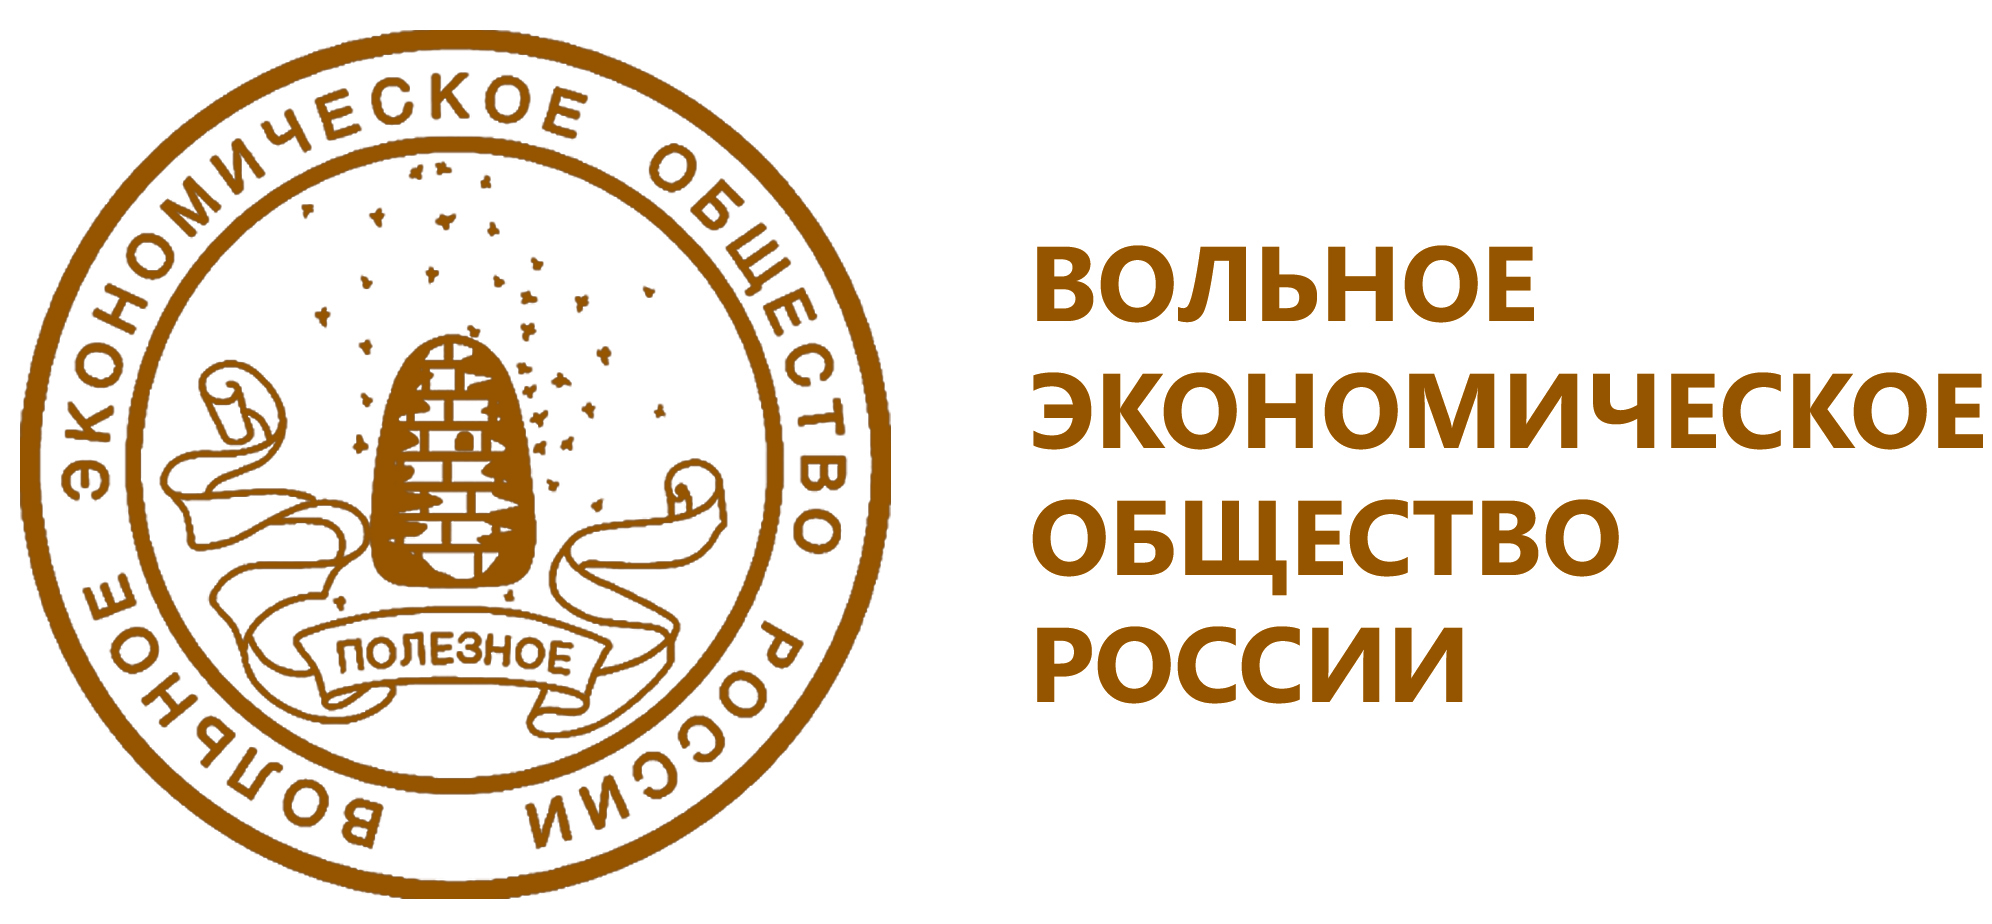 ВОЛЬНОЕ ЭКОНОМИЧЕСКОЕ ОБЩЕСТВО РОССИИ
ПОЛЕЗНОЕ
ВОЛЬНОЕ
ЭКОНОМИЧЕСКОЕ
ОБЩЕСТВО
РОССИИ